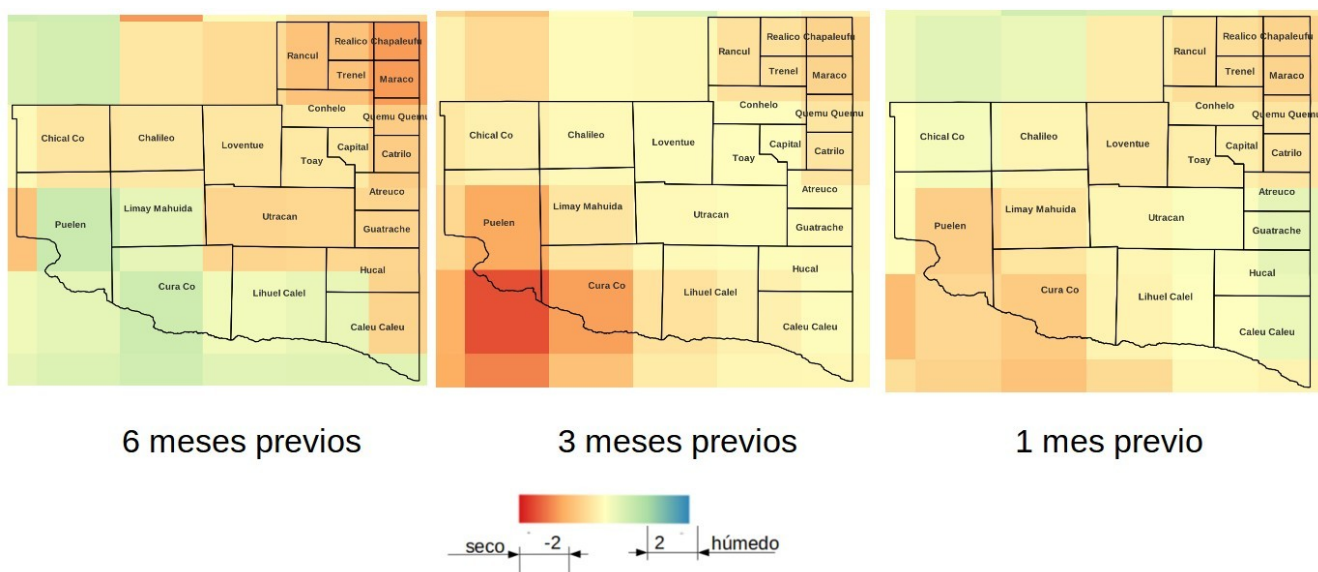 Rancul
Realico
Chapaleufu
Trenel
Maraco
Conhelo
Quemu Quemu
Chical Co
Chalileo
Loventue
Capital
Toay
Catrilo
Atreuco
Limay Mahuida
Puelen
Utracan
Guatrache
Hucal
Cura Co
Lihuel Calel
Caleu Caleu
Rancul
Realico
Chapaleufu
Trenel
Maraco
Conhelo
Quemu Quemu
Chical Co
Chalileo
Loventue
Capital
Toay
Catrilo
Atreuco
Limay Mahuida
Puelen
Utracan
Guatrache
Hucal
Cura Co
Lihuel Calel
Caleu Caleu
Rancul
Realico
Chapaleufu
Trenel
Maraco
Conhelo
Quemu Quemu
Chical Co
Chalileo
Loventue
Capital
Toay
Catrilo
Atreuco
Limay Mahuida
Puelen
Utracan
Guatrache
Hucal
Cura Co
Lihuel Calel
Caleu Caleu
6 meses previos
3 meses previos
1 mes previo
seco -2 2 húmedo